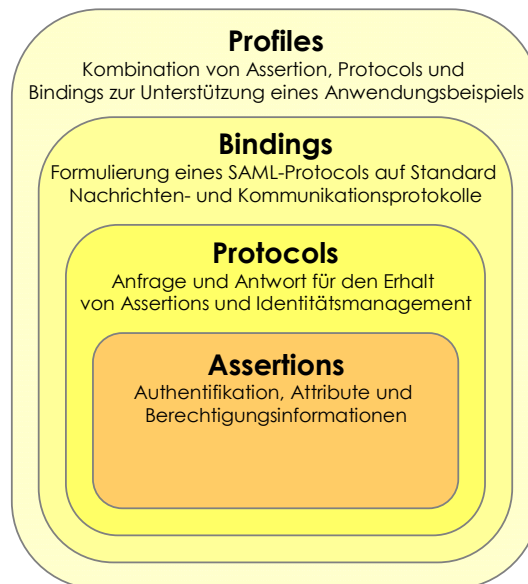 Profiles
Kombination von Assertion, Protocols und
Bindings zur Unterstützung eines Anwendungsbeispiels
Bindings
Formulierung eines SAML-Protocols auf Standard
Nachrichten- und Kommunikationsprotokolle
Protocols
Anfrage und Antwort für den Erhalt
von Assertions und Identitätsmanagement
Assertions
Authentifikation, Attribute und
Berechtigungsinformationen